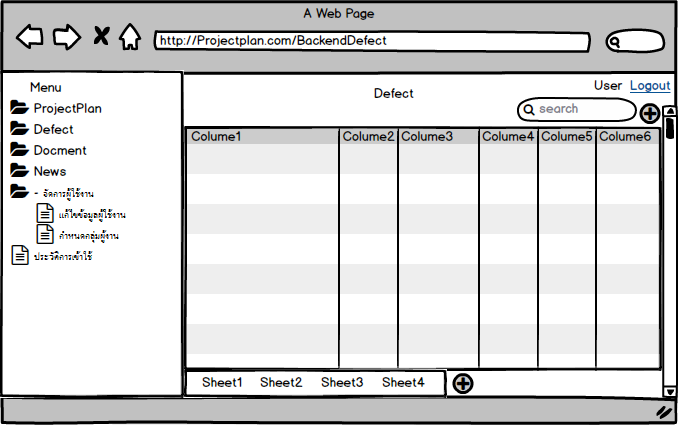 A Web Page
http://Projectplan.com/BackendDefect
Menu
ProjectPlan
Defect
Docment
News
- จัดการผู้ใช้งาน
แก้ไขข้อมูลผู้ใช้งาน
กำหนดกลุ่มผู้งาน
ประวัติการเข้าใช้
User Logout
Defect
search
Colume1 Colume2 Colume3 Colume4 Colume5 Colume6
Sheet1 Sheet2 Sheet3 Sheet4